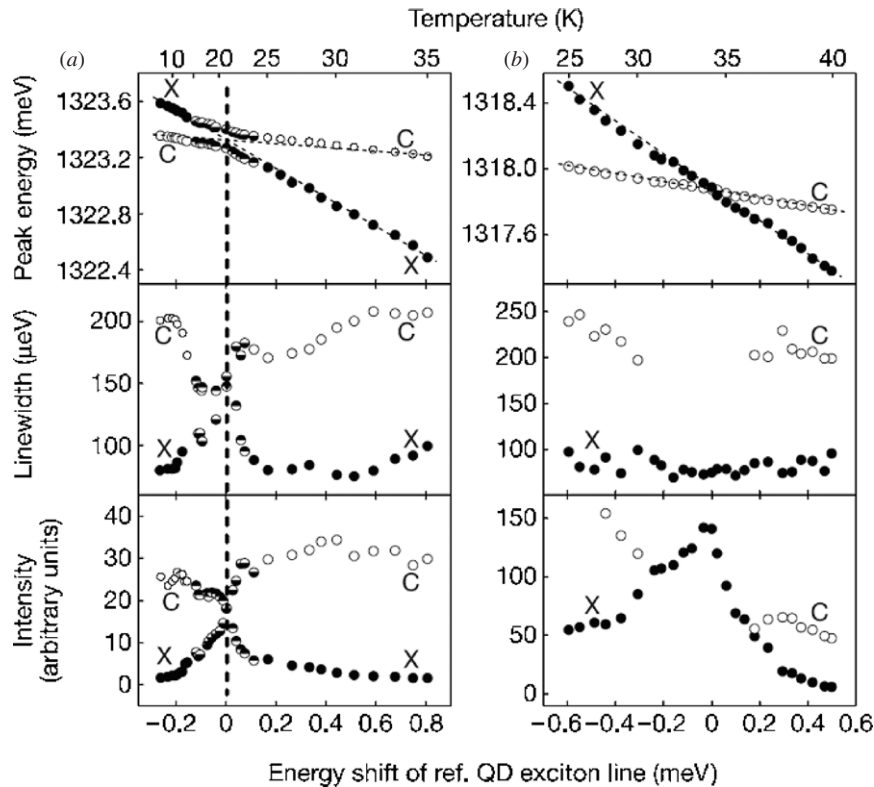 Temperature (K)
(a) 10 20 25 30 35
(b) 25 30 35 40
Peak energy (meV)
1323.6
1323.2
1322.8
1322.4
X
C
C
X
1318.4
1318.0
1317.6
X
C
Linewidth (μeV)
200
150
100
C
C
X
X
250
200
150
100
C
X
Intensity
(arbitrary units)
40
30
20
10
0
C
C
X
X
150
100
50
0
X
C
−0.2 0 0.2 0.4 0.6 0.8
−0.6 −0.4 −0.2 0 0.2 0.4 0.6
Energy shift of ref. QD exciton line (meV)